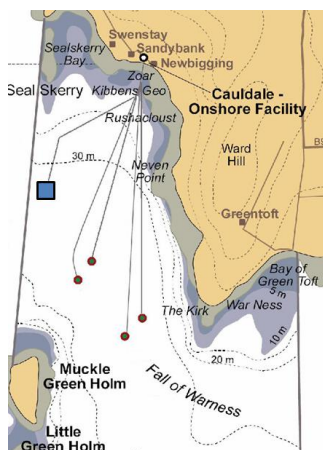 Swenstay
Sandybank
Newbigging
Sealskerry
Bay
Zoar
Seal Skerry
Kibbens Geo
Cauldale -
Onshore Facility
Rushacloust
Ward
Hill
B9
30 m
Neven
Point
Greentoft
Bay of
Green Toft
5 m
War Ness
The Kirk
10 m
20 m
Muckle
Green Holm
Fall of Warness
Little
Green Holm